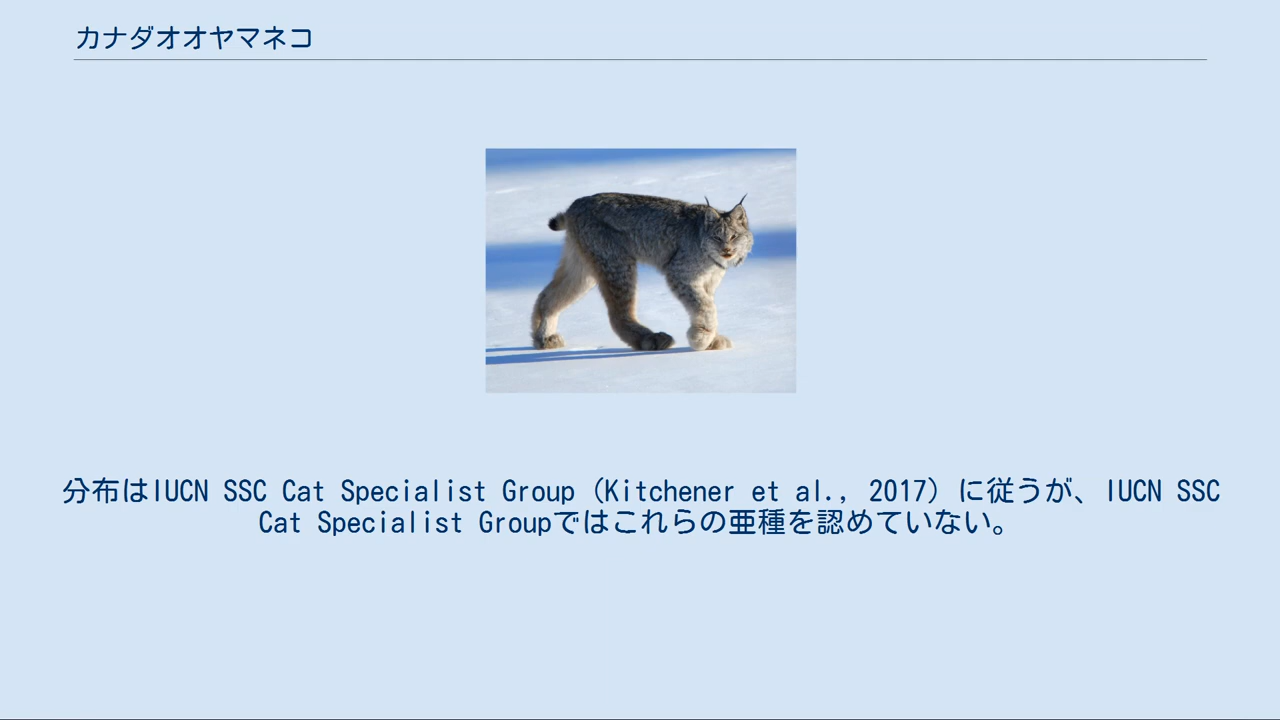 カナダオオヤマネコ
分布はIUCN SSC Cat Specialist Group（Kitchener et al., 2017）に従うが、IUCN SSC
Cat Specialist Groupではこれらの亜種を認めていない。